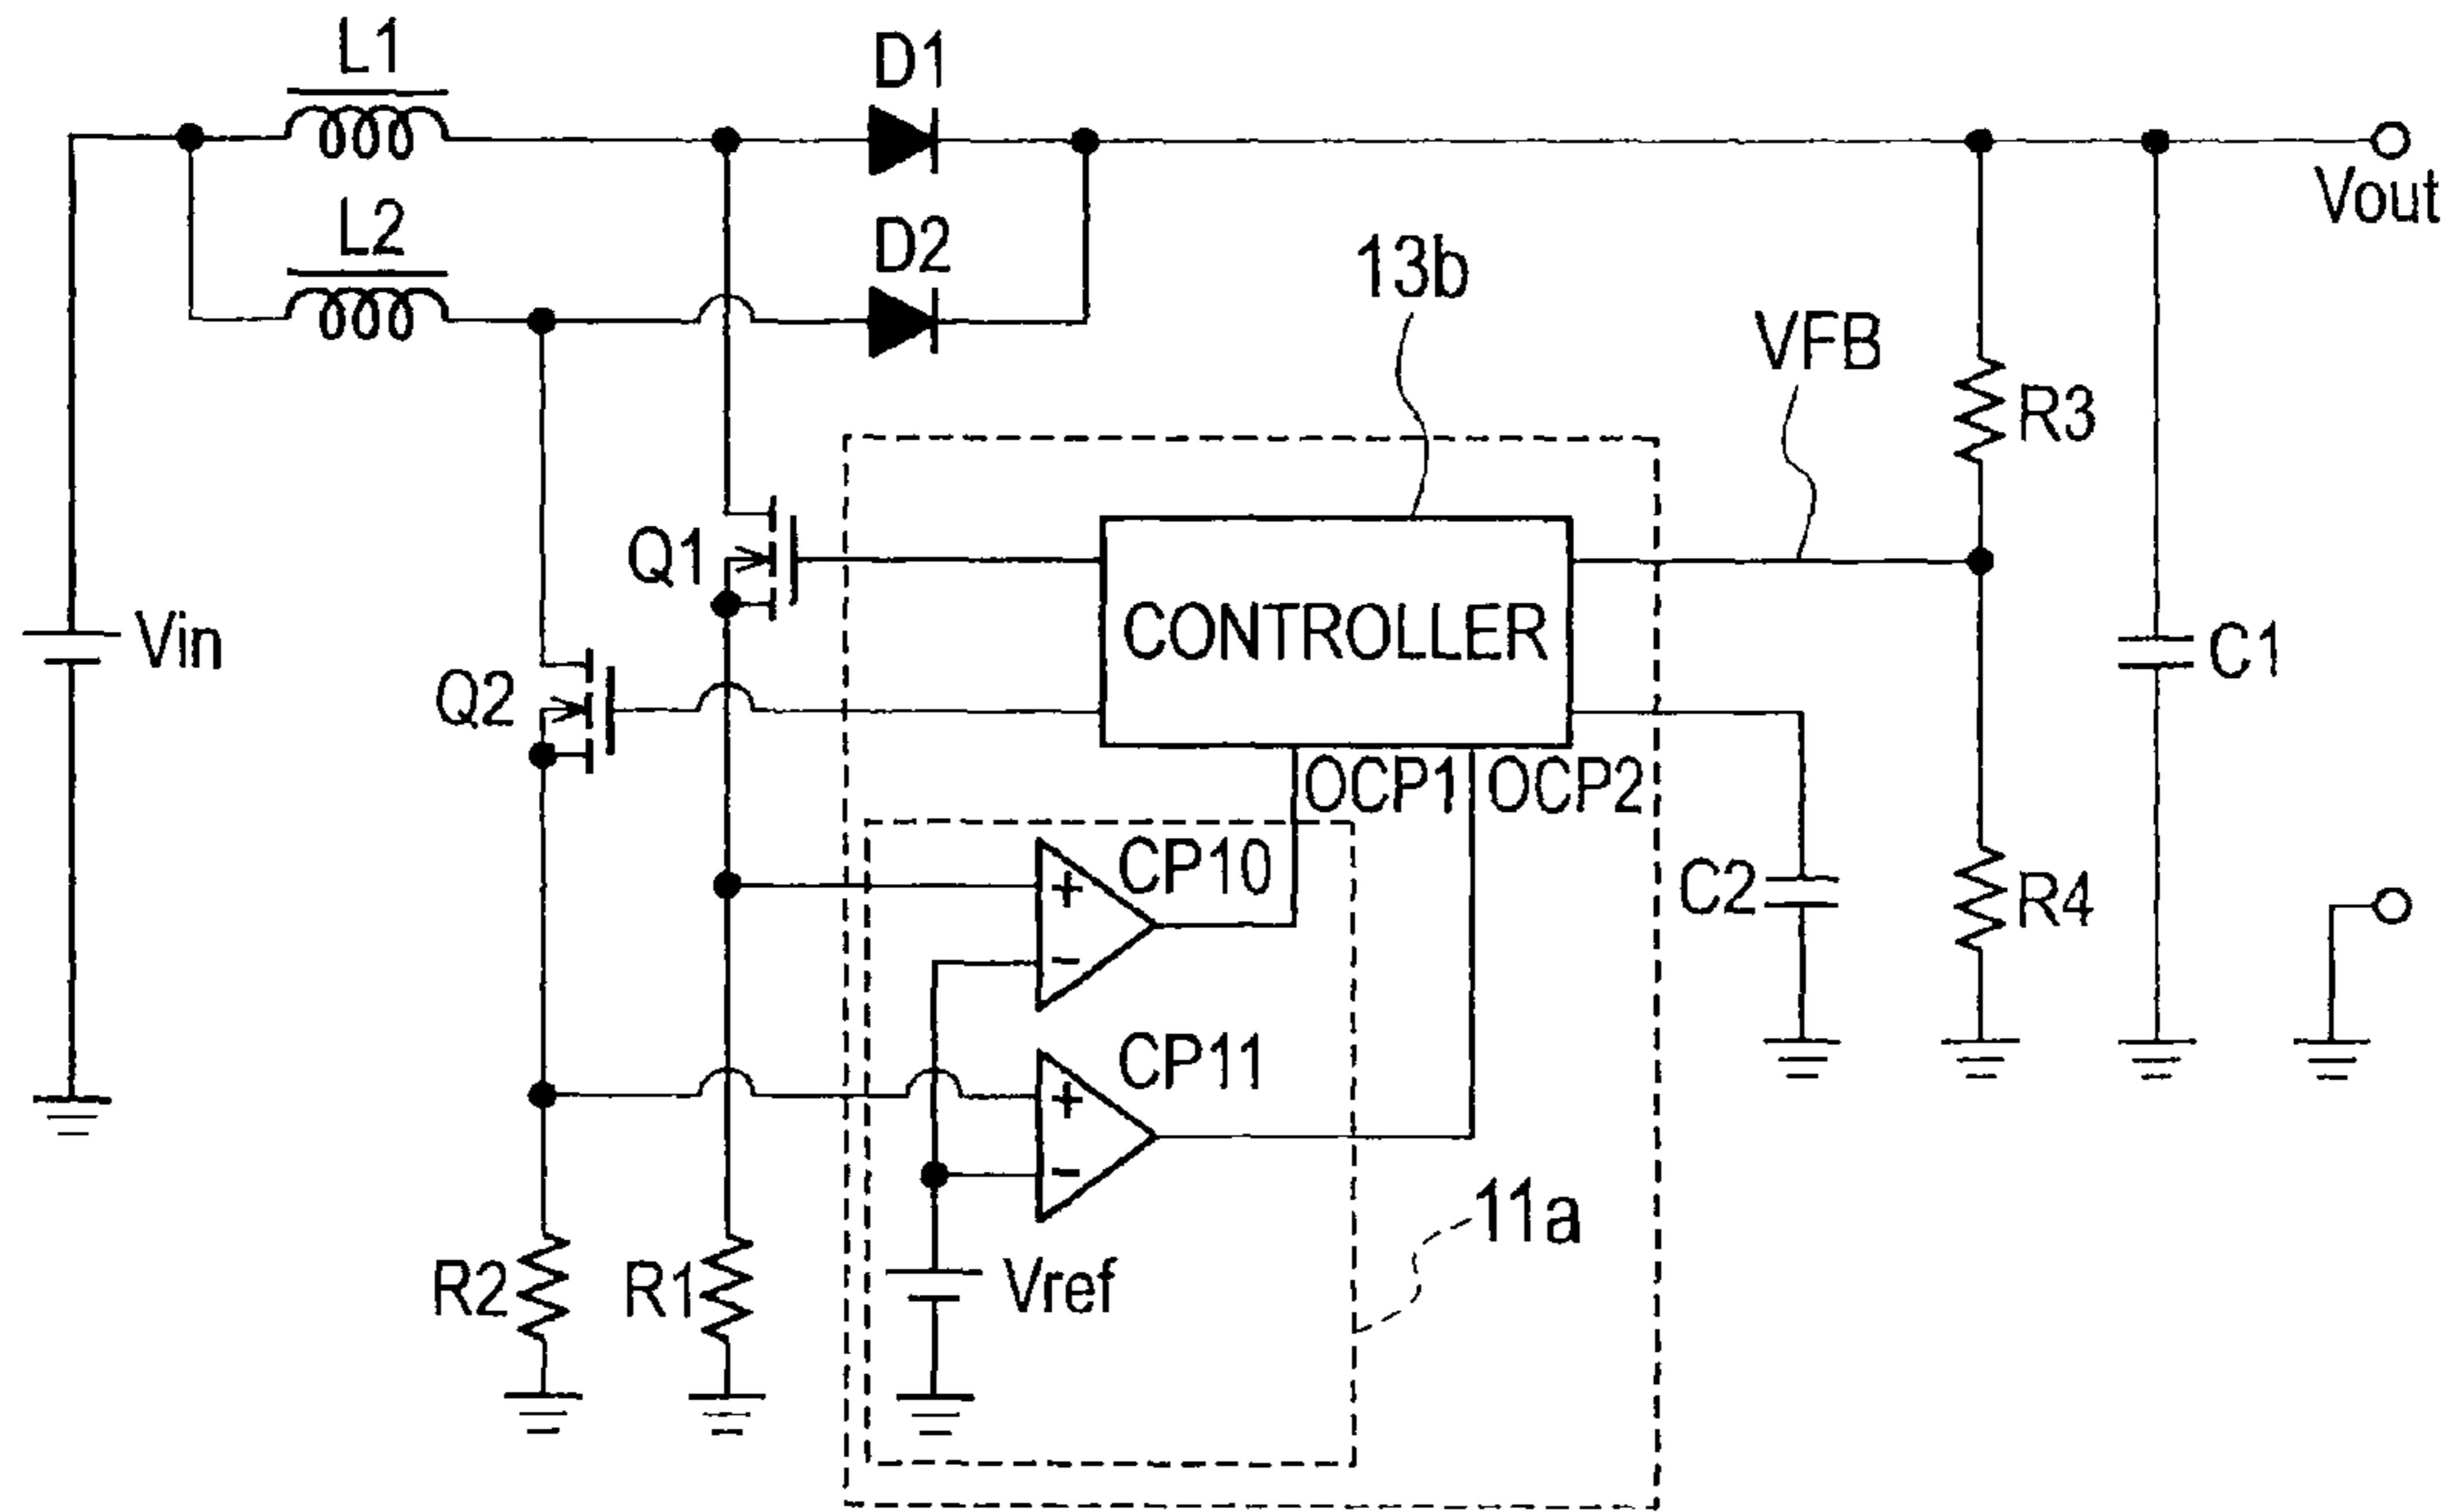 L1
D1
Vout
L2
D2
13b
VFB
R3
Q1
CONTROLLER
Vin
C1
Q2
OCP1
OCP2
CP10
+
-
C2
R4
CP11
+
-
11a
R2
R1
Vref